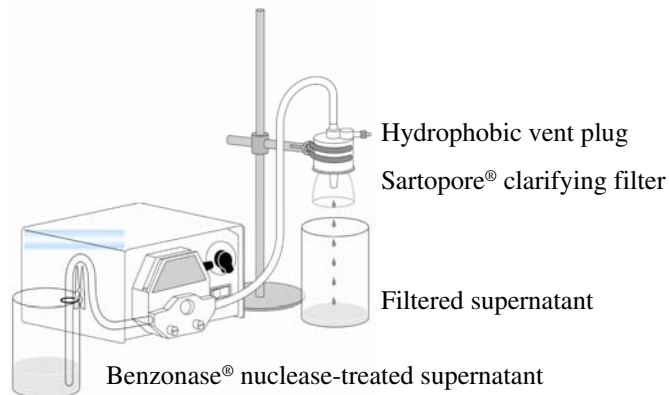 Hydrophobic vent plug
Sartopore® clarifying filter
Filtered supernatant
Benzonase® nuclease-treated supernatant